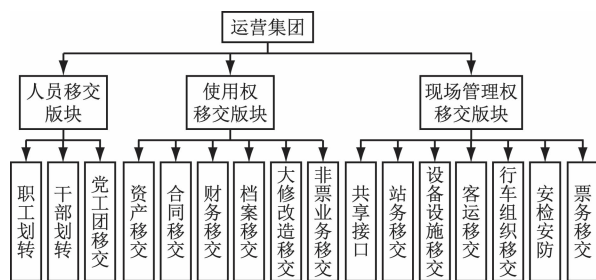 运营集团
人员移交
版块
使用权
移交版块
现场管理权
移交版块
职工划转
干部划转
党工团移交
资产移交
合同移交
财务移交
档案移交
大修改造移交
非票业务移交
共享接口
站务移交
设备设施移交
客运移交
行车组织移交
安检安防
票务移交